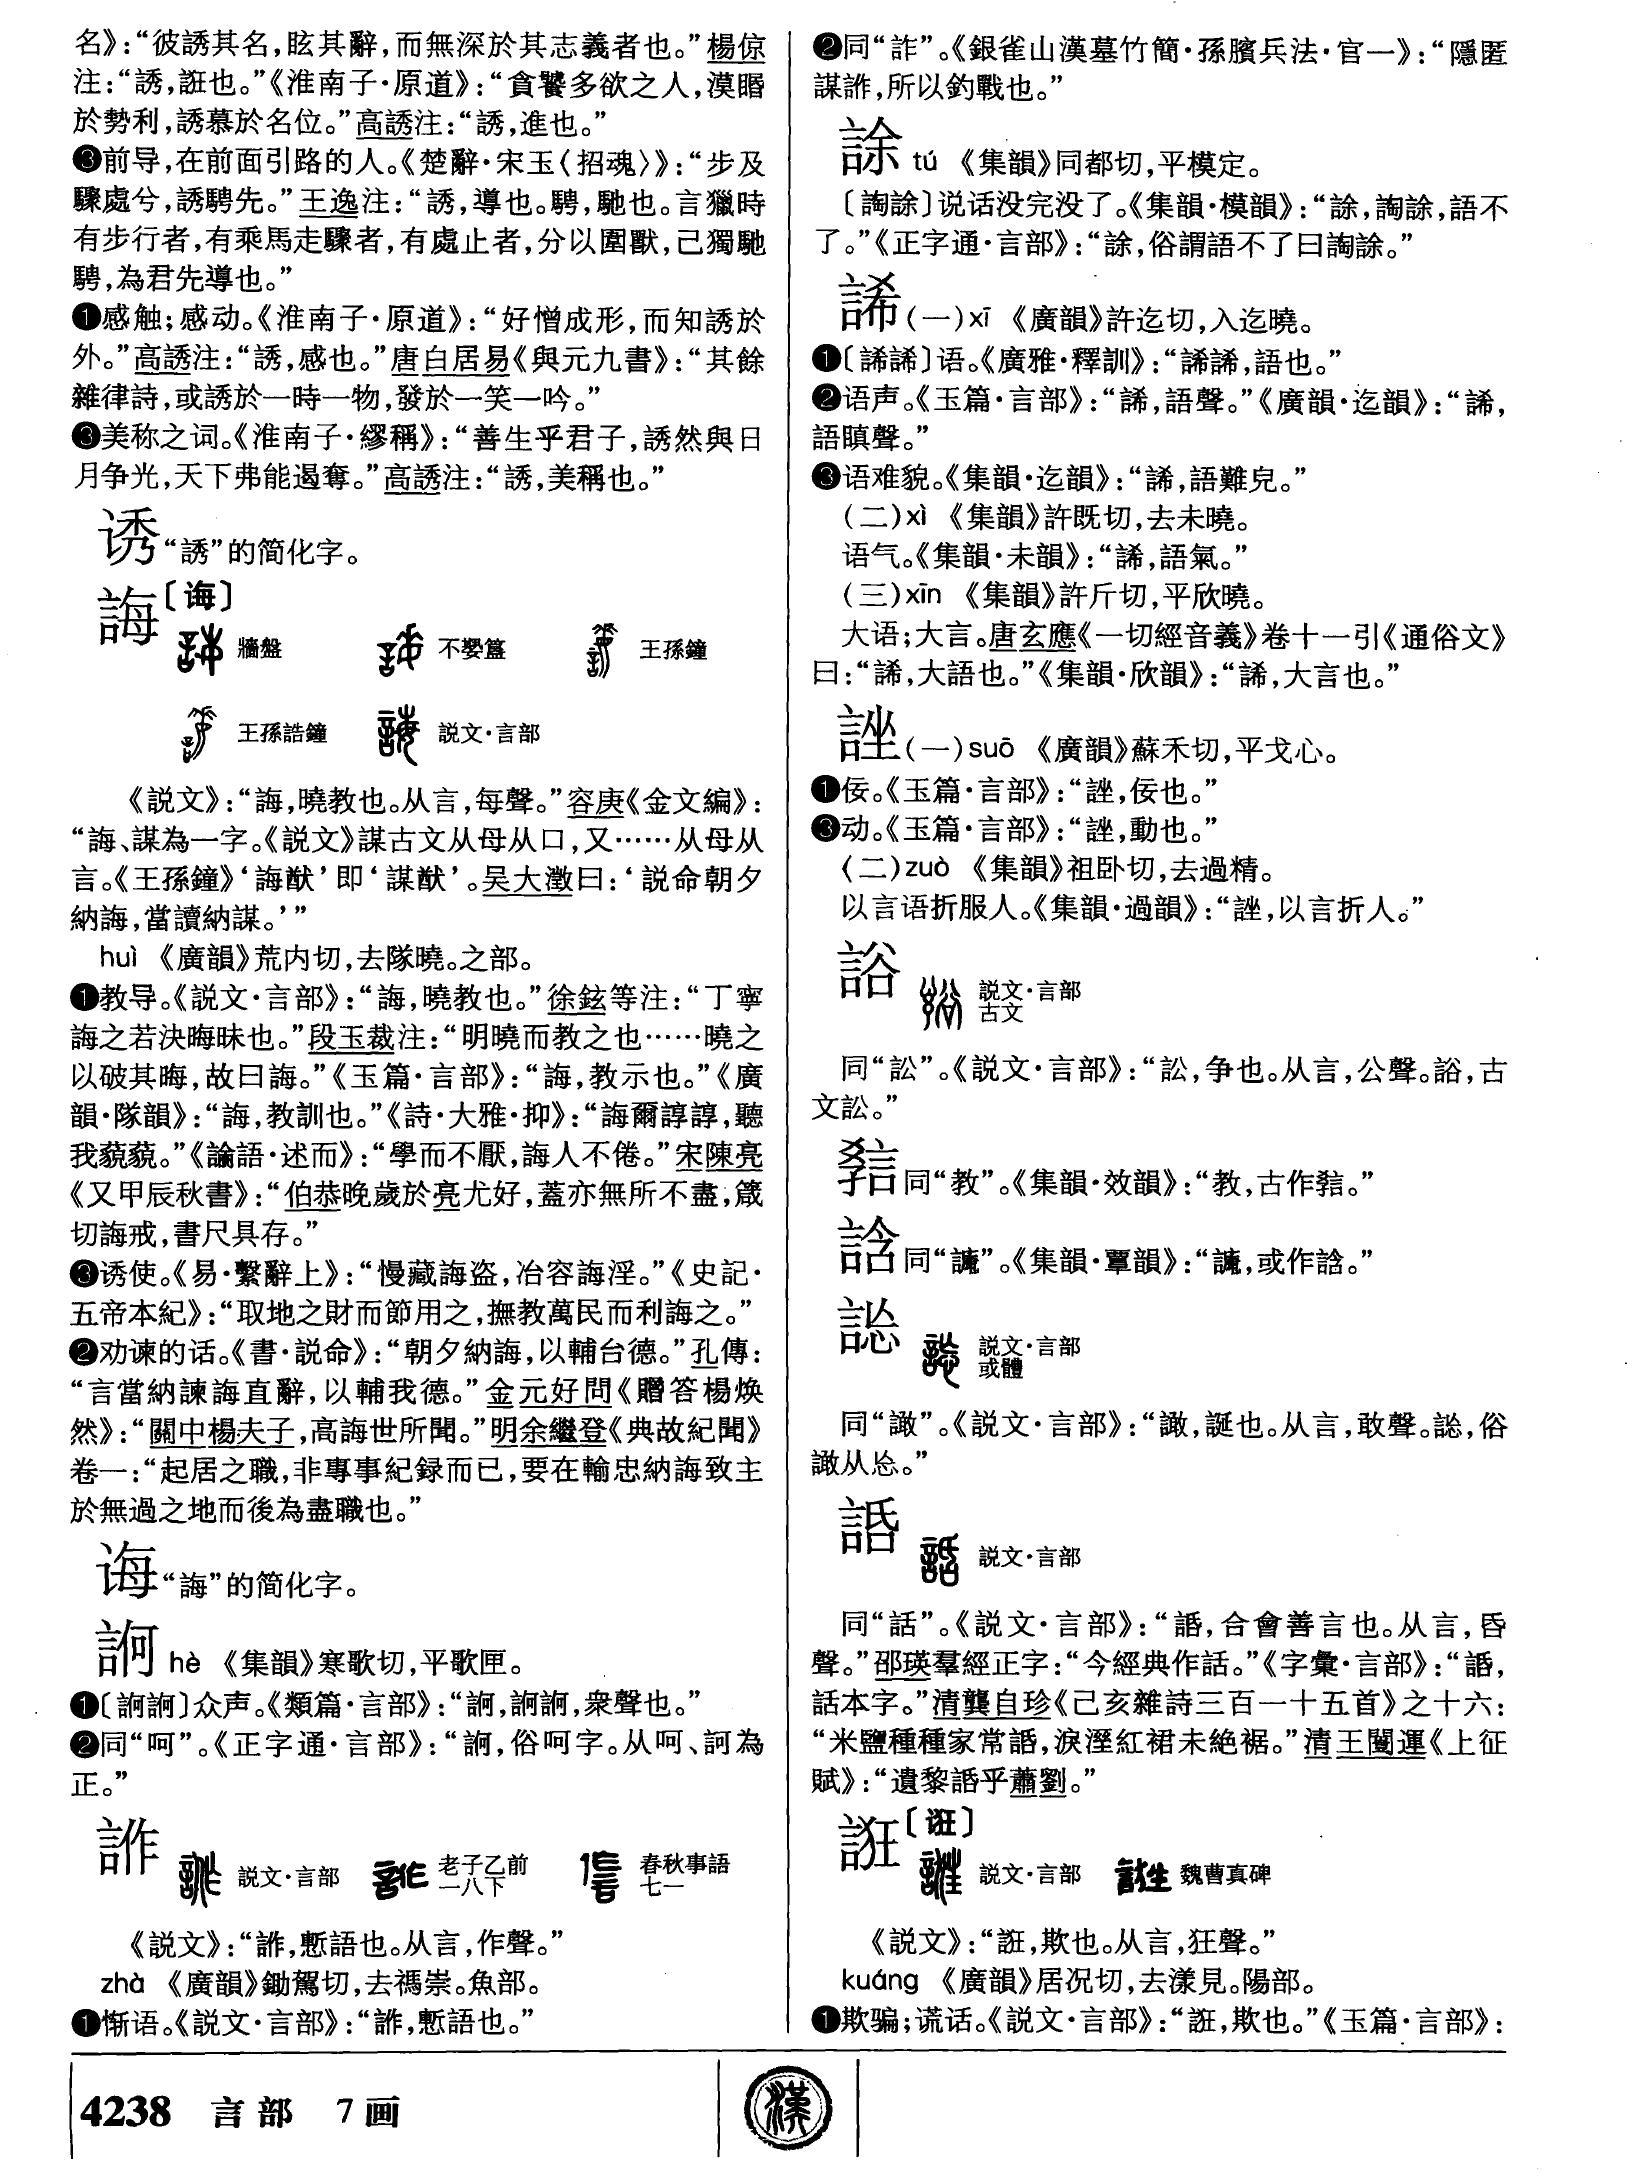 名》：“彼誘其名，眩其辭，而無深於其志義者也。”楊倞
注：“誘，誑也。”《淮南子·原道》：“貪饕多欲之人，漠睧
於勢利，誘慕於名位。”高誘注：“誘，進也。”
❸前导，在前面引路的人。《楚辭·宋玉〈招魂〉》：“步及
驟處兮，誘騁先。”王逸注：“誘，導也。騁，馳也。言獵時
有步行者，有乘馬走驟者，有處止者，分以圍獸，己獨馳
騁，為君先導也。”
❶感触；感动。《淮南子·原道》：“好憎成形，而知誘於
外。”高誘注：“誘，感也。”唐白居易《與元九書》：“其餘
雜律詩，或誘於一時一物，發於一笑一吟。”
❸美称之词。《淮南子·繆稱》：“善生乎君子，誘然與日
月争光，天下弗能遏奪。”高誘注：“誘，美稱也。”
诱“誘”的简化字。
誨〔诲〕
牆盤 不㜏簋 王孫鐘
王孫誥鐘 説文·言部
《説文》：“誨，曉教也。从言，每聲。”容庚《金文編》：
“誨、謀為一字。《説文》謀古文从母从口，又……从母从
言。《王孫鐘》‘誨猷’即‘謀猷’。吴大澂曰：‘説命朝夕
納誨，當讀納謀。’”
huì 《廣韻》荒内切，去隊曉。之部。
❶教导。《説文·言部》：“誨，曉教也。”徐鉉等注：“丁寧
誨之若決晦昧也。”段玉裁注：“明曉而教之也……曉之
以破其晦，故曰誨。”《玉篇·言部》：“誨，教示也。”《廣
韻·隊韻》：“誨，教訓也。”《詩·大雅·抑》：“誨爾諄諄，聽
我藐藐。”《論語·述而》：“學而不厭，誨人不倦。”宋陳亮
《又甲辰秋書》：“伯恭晚歲於亮尤好，蓋亦無所不盡，箴
切誨戒，書尺具存。”
❸诱使。《易·繫辭上》：“慢藏誨盗，冶容誨淫。”《史記·
五帝本紀》：“取地之財而節用之，撫教萬民而利誨之。”
❷劝谏的话。《書·説命》：“朝夕納誨，以輔台德。”孔傳：
“言當納諫誨直辭，以輔我德。”金元好問《贈答楊焕
然》：“關中楊夫子，高誨世所聞。”明余繼登《典故紀聞》
卷一：“起居之職，非專事紀録而已，要在輸忠納誨致主
於無過之地而後為盡職也。”
诲“誨”的简化字。
訶 hè 《集韻》寒歌切，平歌匣。
❶〔訶訶〕众声。《類篇·言部》：“訶，訶訶，衆聲也。”
❷同“呵”。《正字通·言部》：“訶，俗呵字。从呵、訶為
正。”
䛫 説文·言部 老子乙前一八下 春秋事語七一
《説文》：“䛫，慙語也。从言，作聲。”
zhà 《廣韻》鋤駕切，去禡崇。魚部。
❶惭语。《説文·言部》：“䛫，慙語也。”
❷同“詐”。《銀雀山漢墓竹簡·孫臏兵法·官一》：“隱匿
謀䛫，所以釣戰也。”
䛢 tú 《集韻》同都切，平模定。
〔謟䛢〕说话没完没了。《集韻·模韻》：“䛢，謟䛢，語不
了。”《正字通·言部》：“䛢，俗謂語不了曰謟䛢。”
誒（一）xī 《廣韻》許迄切，入迄曉。
❶〔䛥䛥〕语。《廣雅·釋訓》：“䛥䛥，語也。”
❷语声。《玉篇·言部》：“䛥，語聲。”《廣韻·迄韻》：“䛥，
語瞋聲。”
❸语难貌。《集韻·迄韻》：“䛥，語難皃。”
（二）xì 《集韻》許既切，去未曉。
语气。《集韻·未韻》：“䛥，語氣。”
（三）xīn 《集韻》許斤切，平欣曉。
大语；大言。唐玄應《一切經音義》卷十一引《通俗文》
曰：“䛥，大語也。”《集韻·欣韻》：“䛥，大言也。”
䛗（一）suō 《廣韻》蘇禾切，平戈心。
❶佞。《玉篇·言部》：“䛗，佞也。”
❸动。《玉篇·言部》：“䛗，動也。”
（二）zuò 《集韻》祖卧切，去過精。
以言语折服人。《集韻·過韻》：“䛗，以言折人。”
䛦 説文·言部古文
同“訟”。《説文·言部》：“訟，争也。从言，公聲。䛦，古
文訟。”
𧧿同“教”。《集韻·效韻》：“教，古作𧧿。”
䛡同“䜗”。《集韻·覃韻》：“䜗，或作䛡。”
説文·言部或體
同“譀”。《説文·言部》：“譀，誕也。从言，敢聲。俗
譀从忘。”
䛡 説文·言部
同“話”。《説文·言部》：“䛡，合會善言也。从言，昏
聲。”邵瑛羣經正字：“今經典作話。”《字彙·言部》：“䛡，
話本字。”清龔自珍《己亥雜詩三百一十五首》之十六：
“米鹽種種家常䛡，淚溼紅裙未絶裾。”清王闓運《上征
賦》：“遺黎䛡乎蕭劉。”
誑〔诳〕
説文·言部 魏曹真碑
《説文》：“誑，欺也。从言，狂聲。”
kuáng 《廣韻》居况切，去漾見。陽部。
❶欺骗；谎话。《説文·言部》：“誑，欺也。”《玉篇·言部》：
4238 言部 7画
漢